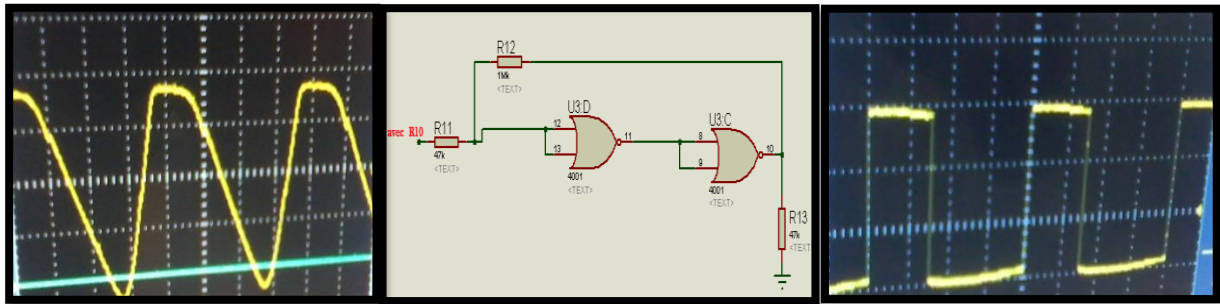 R12
1Mk
<TEXT>
U3:D
U3:C
avec R10
R11
12
11
8
10
13
9
47k
<TEXT>
4001
<TEXT>
4001
<TEXT>
R13
47k
<TEXT>